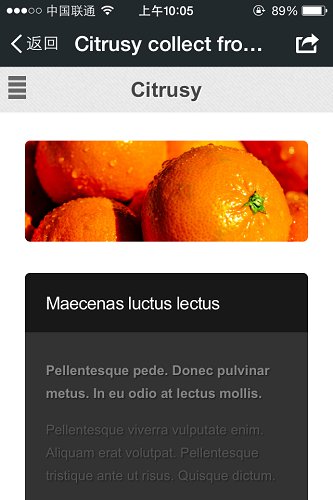 中国联通 上午10:05 89%
返回 Citrusy collect fro...
Citrusy
Maecenas luctus lectus
Pellentesque pede. Donec pulvinar
metus. In eu odio at lectus mollis.
Pellentesque viverra vulputate enim.
Aliquam erat volutpat. Pellentesque
tristique ante ut risus. Quisque dictum.